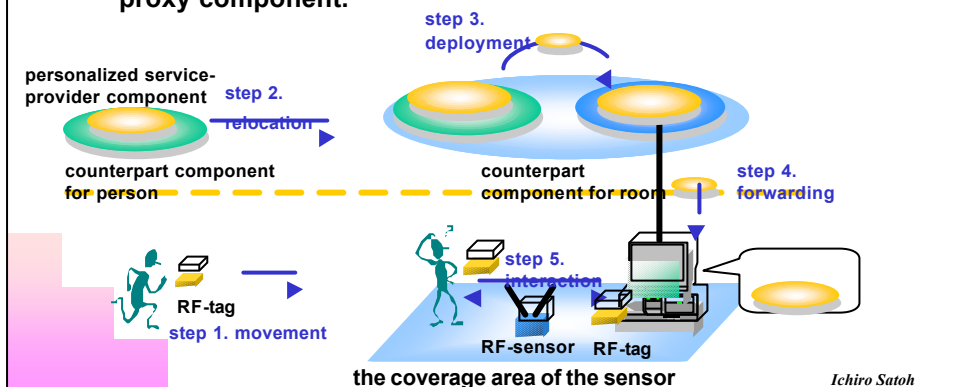 proxy component.
step 3.
deployment
personalized service-
provider component
step 2.
relocation
counterpart component
for person
counterpart
component for room
step 4.
forwarding
step 5.
interaction
RF-tag
step 1. movement
RF-sensor
RF-tag
the coverage area of the sensor
Ichiro Satoh